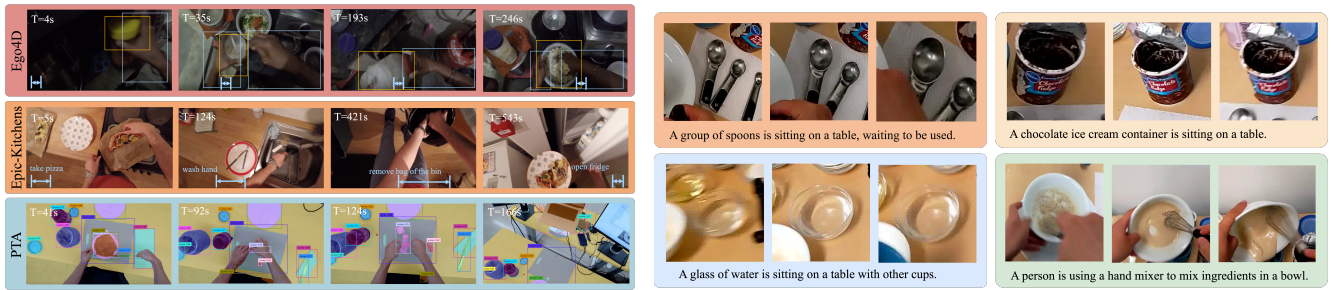 Ego4D
T=4s
T=35s
T=193s
T=246s
Epic-Kitchens
T=5s
take pizza
T=124s
wash hand
T=421s
remove bag of the bin
T=543s
open fridge
PTA
T=41s
T=92s
T=124s
T=166s
A group of spoons is sitting on a table, waiting to be used.
Chocolate
Fudge
A chocolate ice cream container is sitting on a table.
A glass of water is sitting on a table with other cups.
A person is using a hand mixer to mix ingredients in a bowl.